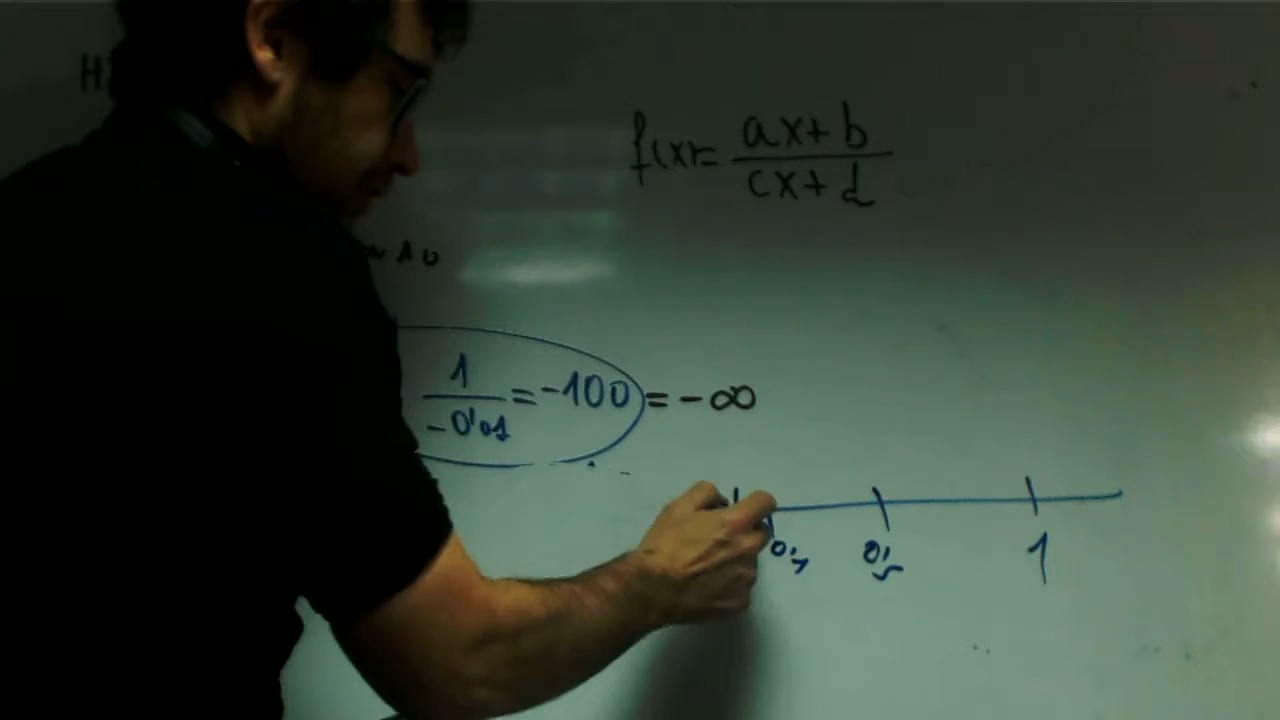 H
f(x)= ax+b
cx+d
1
-0'01
=-100
= -∞
0'1 0'5 1